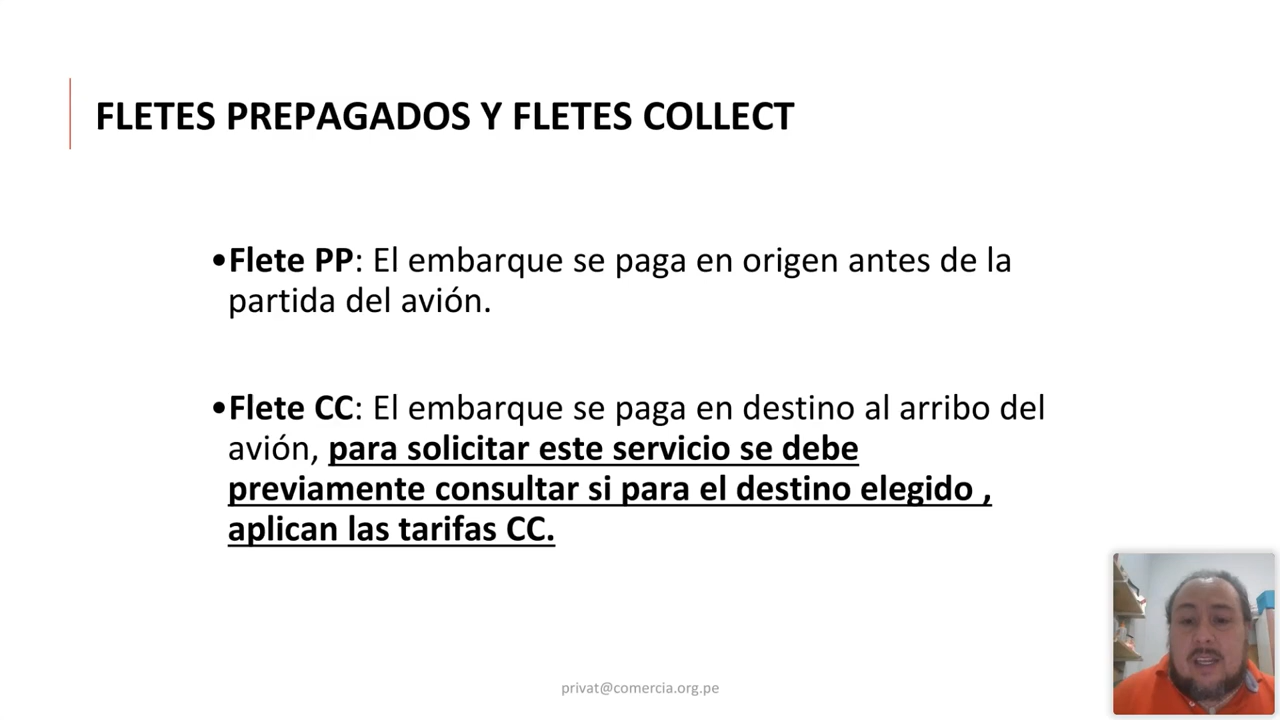 FLETES PREPAGADOS Y FLETES COLLECT
•Flete PP: El embarque se paga en origen antes de la
partida del avión.
•Flete CC: El embarque se paga en destino al arribo del
avión, para solicitar este servicio se debe
previamente consultar si para el destino elegido ,
aplican las tarifas CC.
privat@comercia.org.pe